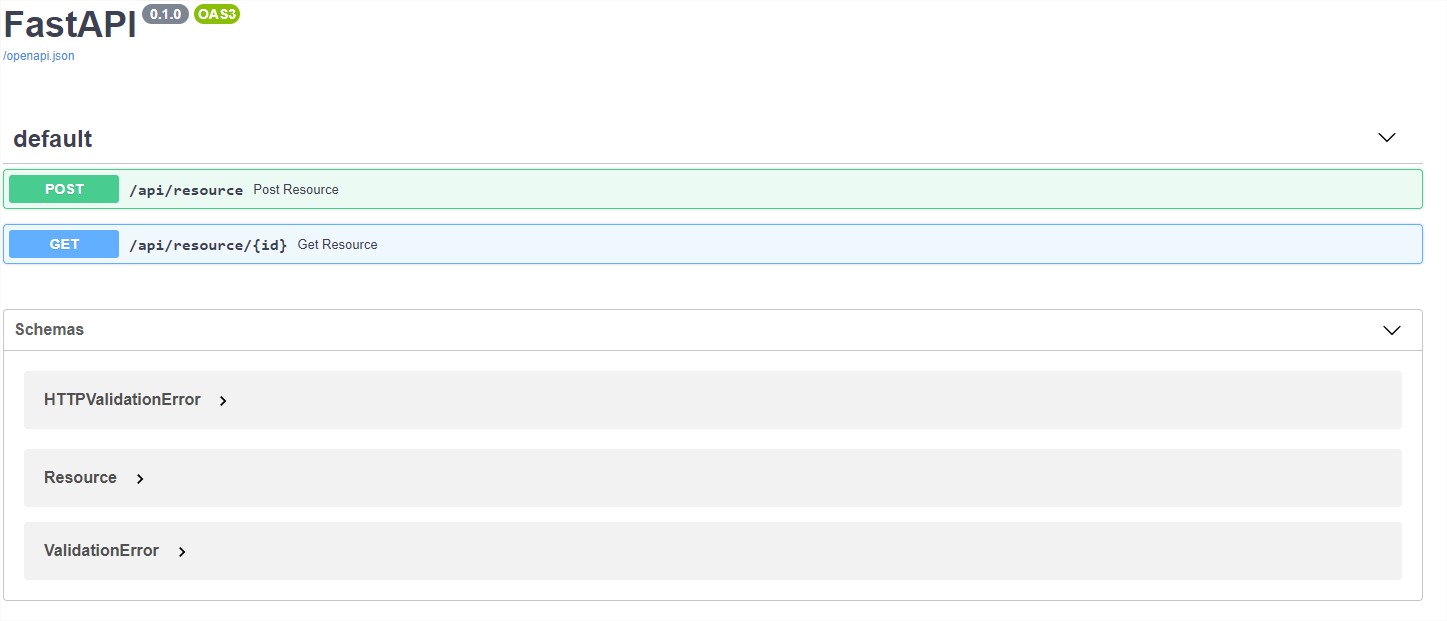 FastAPI 0.1.0 OAS3
/openapi.json
default
POST /api/resource Post Resource
GET /api/resource/{id} Get Resource
Schemas
HTTPValidationError
Resource
ValidationError